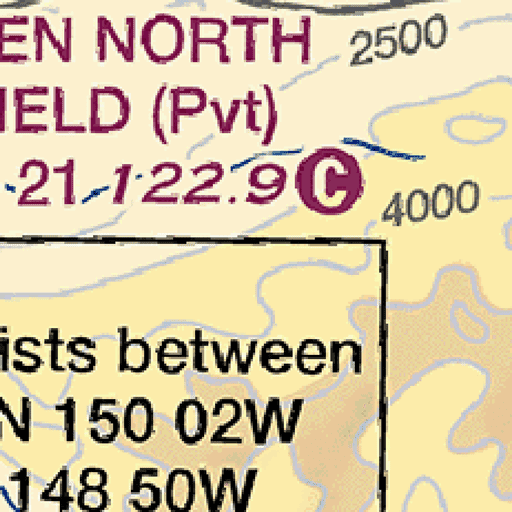 EN NORTH 2500
IELD (Pvt)
21 122.9 C
4000
ists between
N 150 02W
148 50W